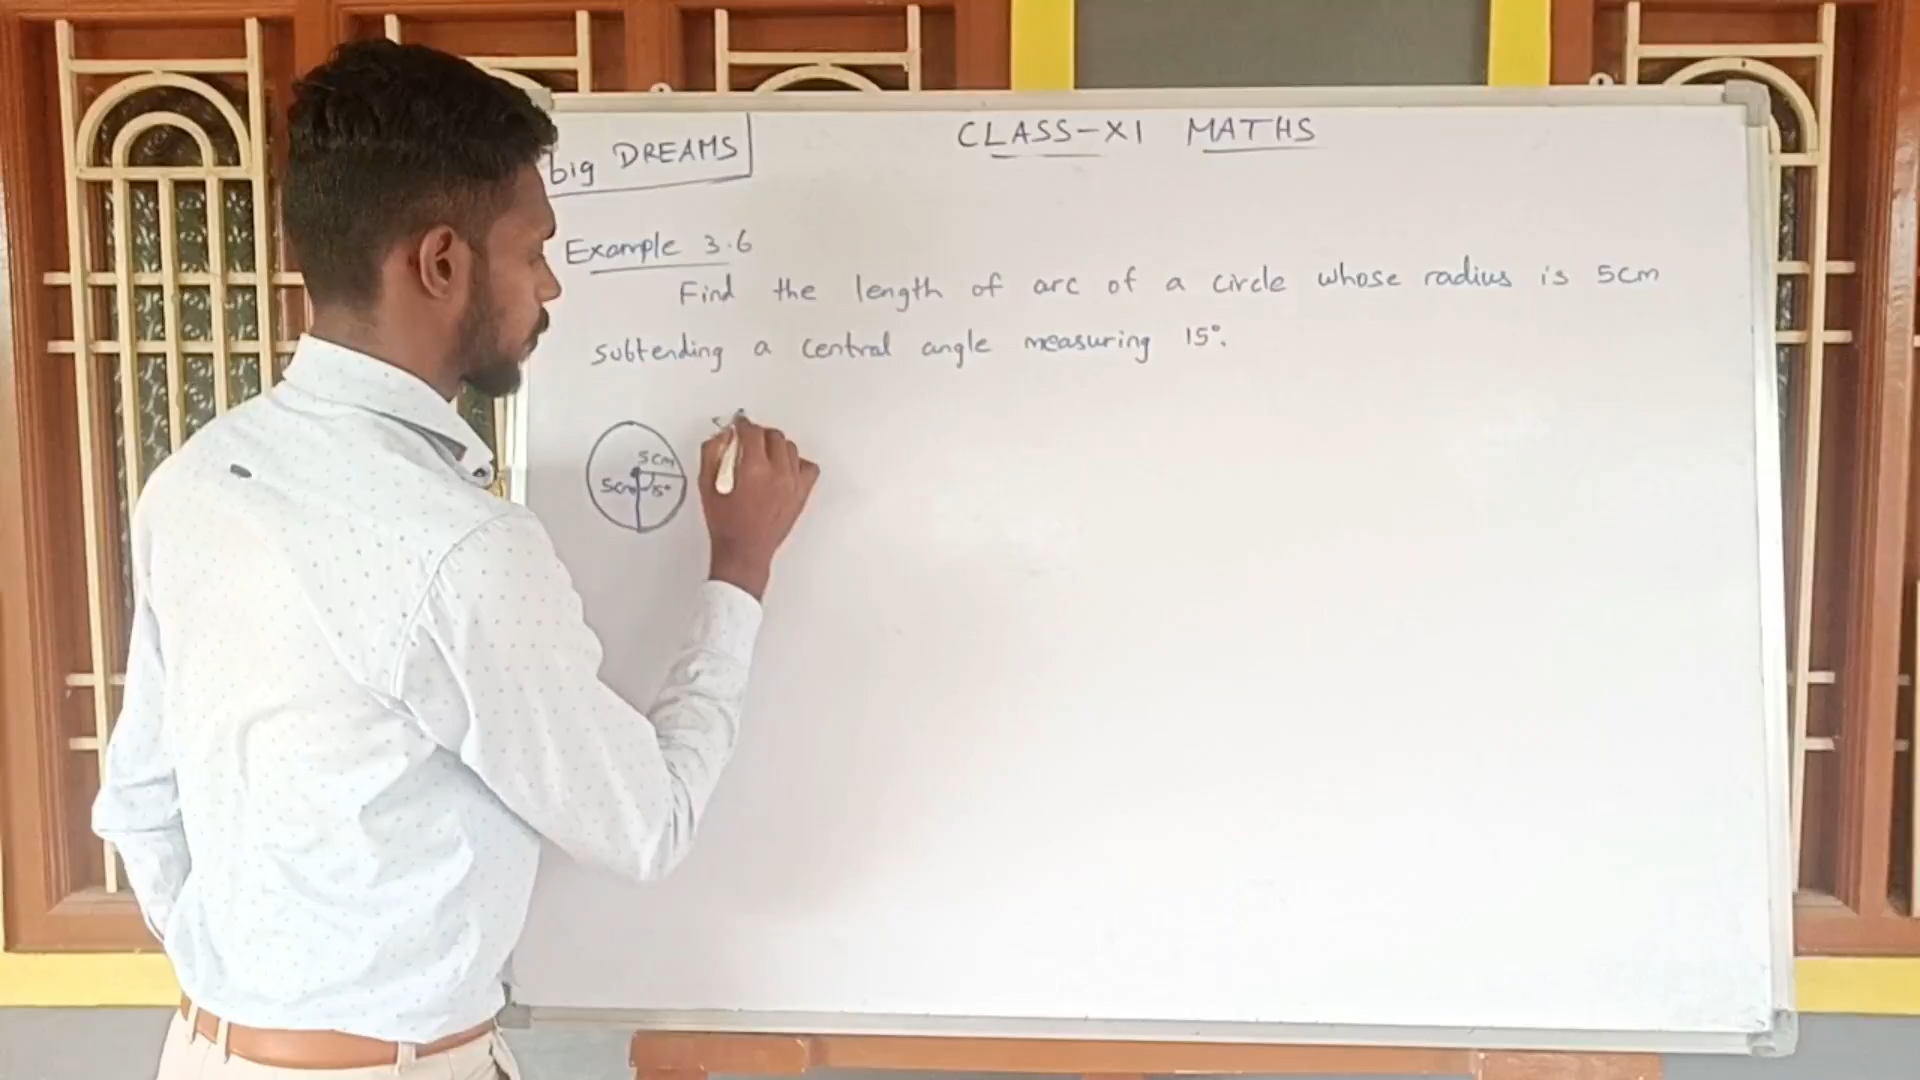 big DREAMS
CLASS-XI MATHS
Example 3.6
Find the length of arc of a circle whose radius is 5cm
subtending a central angle measuring 15°.
5cm
5cm 15°